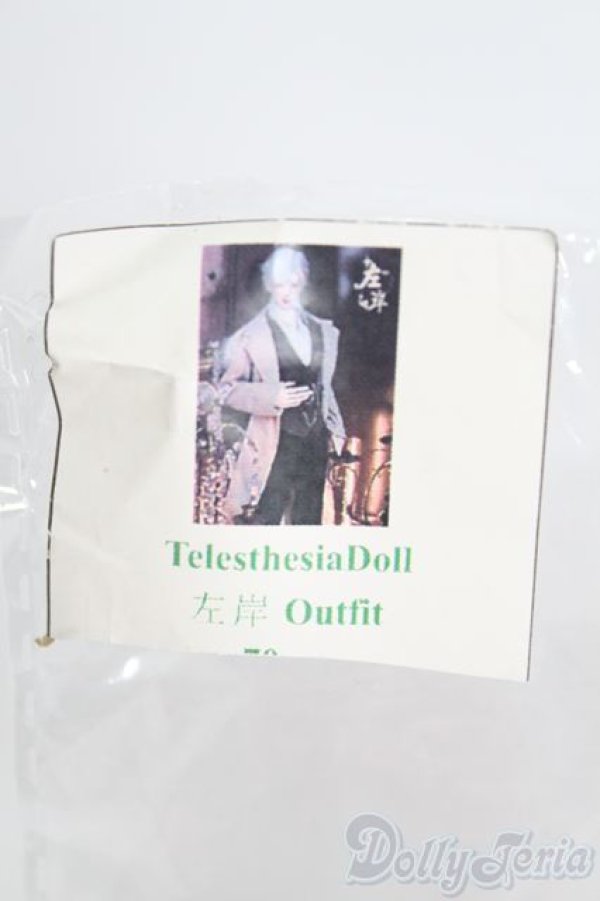 左岸
TelesthesiaDoll
左岸 Outfit
DollyTeria